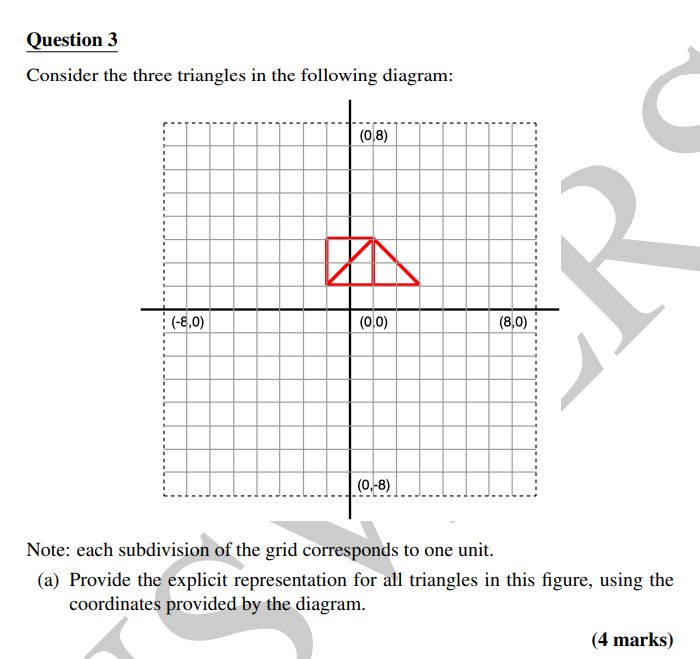 Question 3
Consider the three triangles in the following diagram:
(0,8)
(-8,0)
(0,0)
(8,0)
(0,-8)
Note: each subdivision of the grid corresponds to one unit.
(a) Provide the explicit representation for all triangles in this figure, using the
coordinates provided by the diagram.
(4 marks)